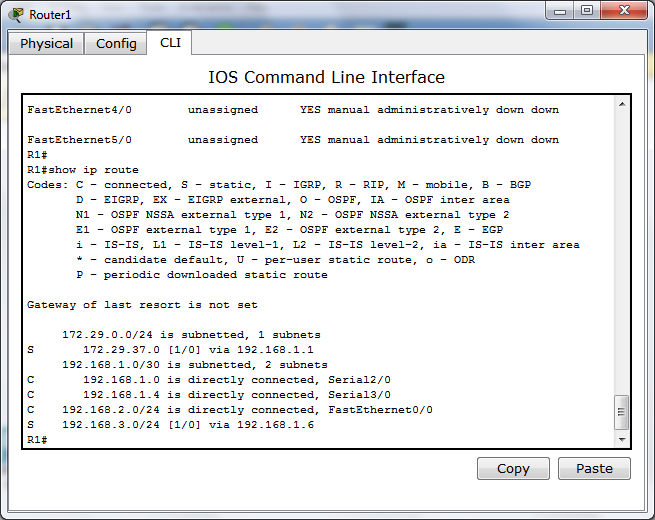 Router1
Physical Config CLI
IOS Command Line Interface
FastEthernet4/0 unassigned YES manual administratively down down
FastEthernet5/0 unassigned YES manual administratively down down
R1#
R1#show ip route
Codes: C - connected, S - static, I - IGRP, R - RIP, M - mobile, B - BGP
D - EIGRP, EX - EIGRP external, O - OSPF, IA - OSPF inter area
N1 - OSPF NSSA external type 1, N2 - OSPF NSSA external type 2
E1 - OSPF external type 1, E2 - OSPF external type 2, E - EGP
i - IS-IS, L1 - IS-IS level-1, L2 - IS-IS level-2, ia - IS-IS inter area
* - candidate default, U - per-user static route, o - ODR
P - periodic downloaded static route
Gateway of last resort is not set
172.29.0.0/24 is subnetted, 1 subnets
S 172.29.37.0 [1/0] via 192.168.1.1
192.168.1.0/30 is subnetted, 2 subnets
C 192.168.1.0 is directly connected, Serial2/0
C 192.168.1.4 is directly connected, Serial3/0
C 192.168.2.0/24 is directly connected, FastEthernet0/0
S 192.168.3.0/24 [1/0] via 192.168.1.6
R1#
Copy Paste